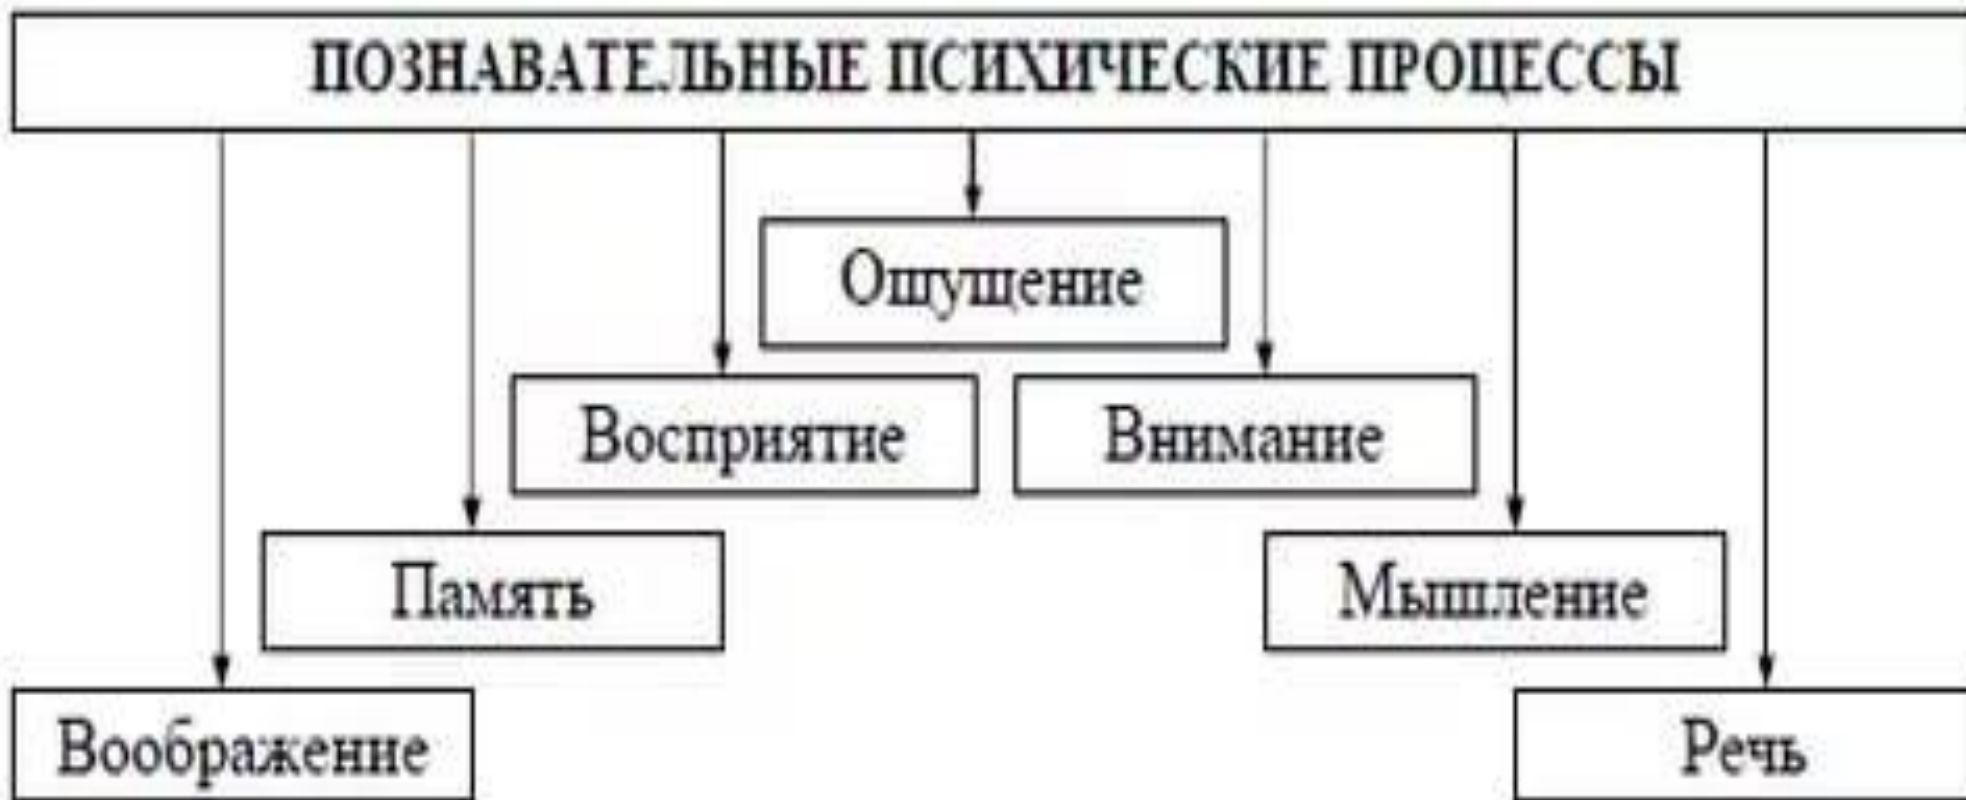 ПОЗНАВАТЕЛЬНЫЕ ПСИХИЧЕСКИЕ ПРОЦЕССЫ
Ощущение
Восприятие
Внимание
Память
Мышление
Воображение
Речь